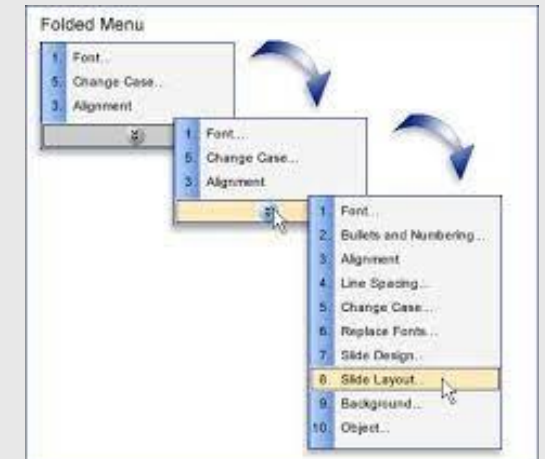 Folded Menu
1. Font...
5. Change Case...
3. Alignment
1. Font...
5. Change Case...
3. Alignment
1. Font...
2. Bullets and Numbering...
3. Alignment
4. Line Spacing...
5. Change Case...
6. Replace Fonts...
7. Slide Design...
8. Slide Layout...
9. Background...
10. Object...